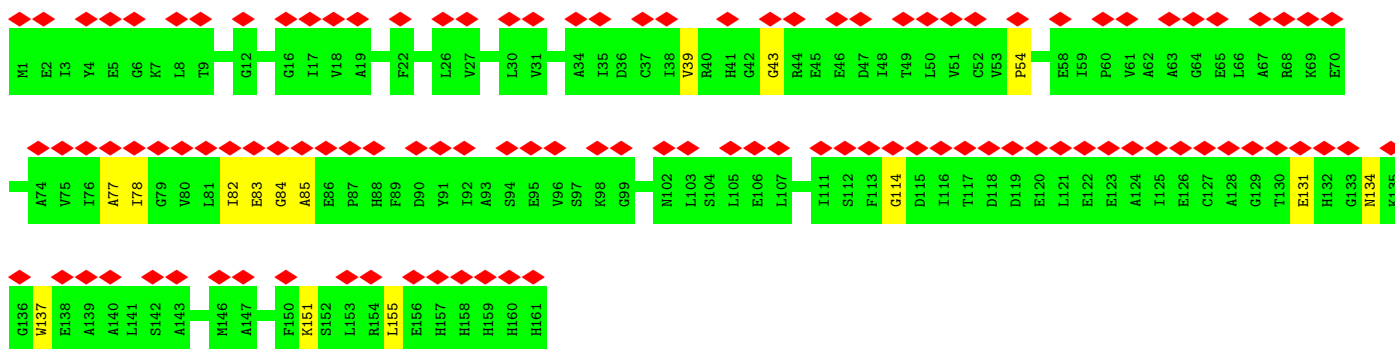 M1 E2 I3 Y4 E5 G6 K7 L8 T9 G12 G16 I17 V18 A19 F22 L26 V27 L30 V31 A34 I35 D36 C37 I38 V39 R40 H41 G42 G43 R44 E45 E46 D47 I48 T49 L50 V51 C52 V53 P54 E58 I59 P60 V61 A62 A63 G64 E65 L66 A67 R68 K69 E70
A74 V75 I76 A77 I78 G79 V80 L81 I82 E83 G84 A85 E86 P87 H88 F89 D90 Y91 I92 A93 S94 E95 V96 S97 K98 G99 N102 L103 S104 L105 E106 L107 I111 S112 F113 G114 D115 I116 T117 D118 D119 E120 L121 E122 E123 A124 I125 E126 C127 A128 G129 T130 E131 H132 G133 N134 K135
G136 W137 E138 A139 A140 L141 S142 A143 M146 A147 F150 K151 S152 L153 R154 L155 E156 H157 H158 H159 H160 H161